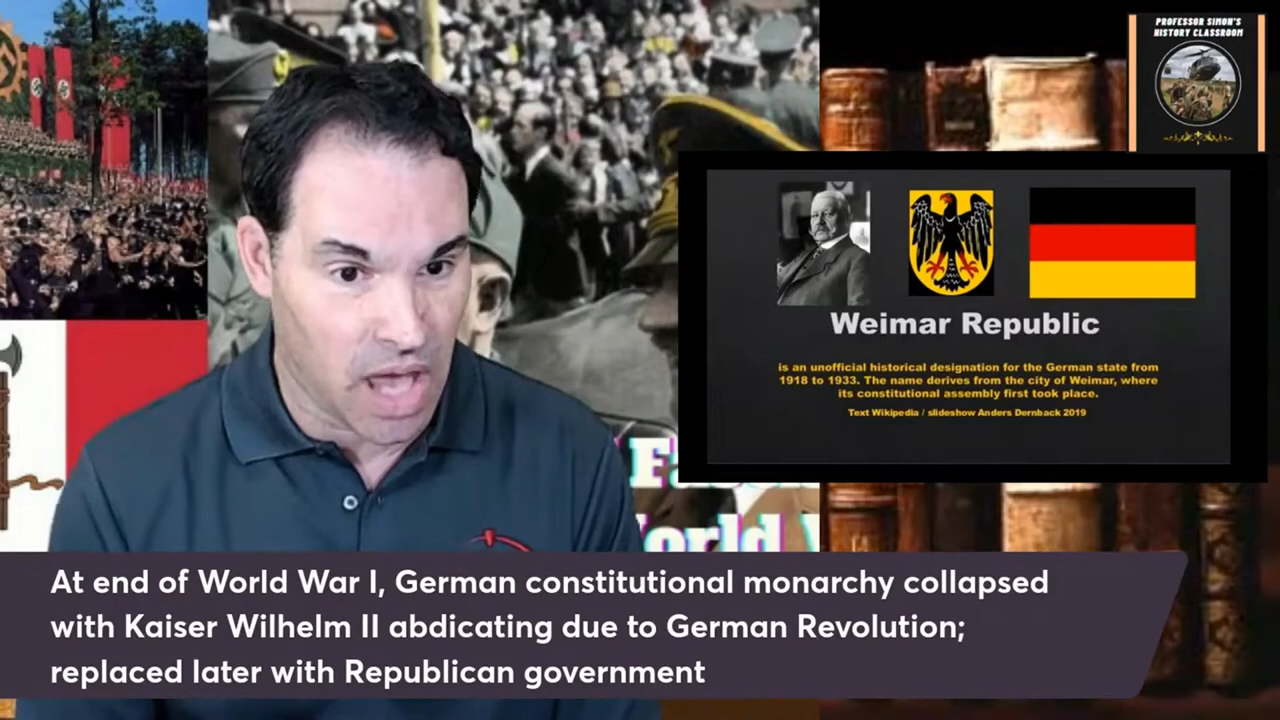 PROFESSOR SIMON'S
HISTORY CLASSROOM
Weimar Republic
is an unofficial historical designation for the German state from
1918 to 1933. The name derives from the city of Weimar, where
its constitutional assembly first took place.
Text Wikipedia / slideshow Anders Dernback 2019
At end of World War I, German constitutional monarchy collapsed
with Kaiser Wilhelm II abdicating due to German Revolution;
replaced later with Republican government